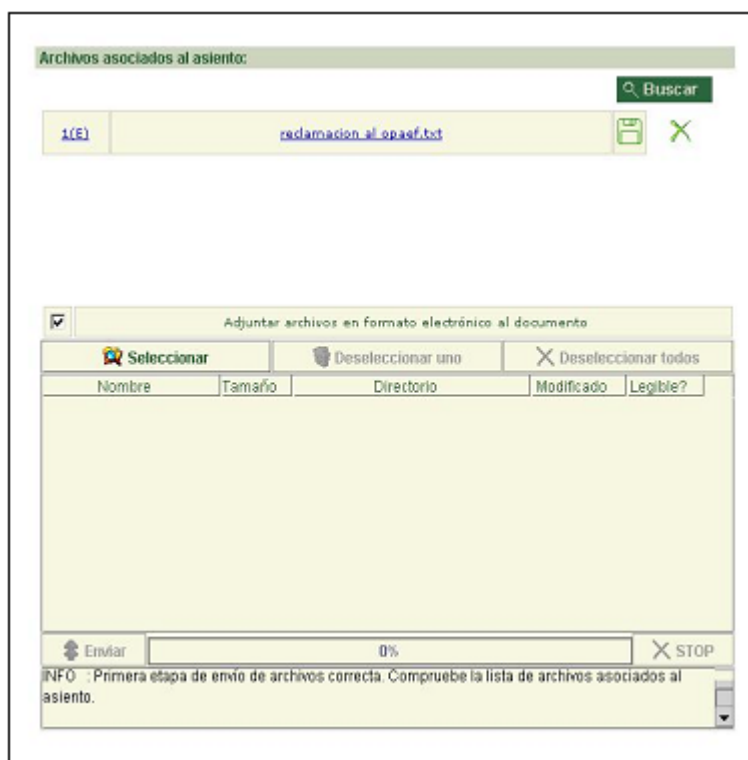 Archivos asociados al asiento:
Buscar
1(E) reclamacion al opaef.txt
Adjuntar archivos en formato electrónico al documento
Seleccionar Deseleccionar uno Deseleccionar todos
Nombre Tamaño Directorio Modificado Legible?
Enviar 0% STOP
INFO : Primera etapa de envío de archivos correcta. Compruebe la lista de archivos asociados al
asiento.